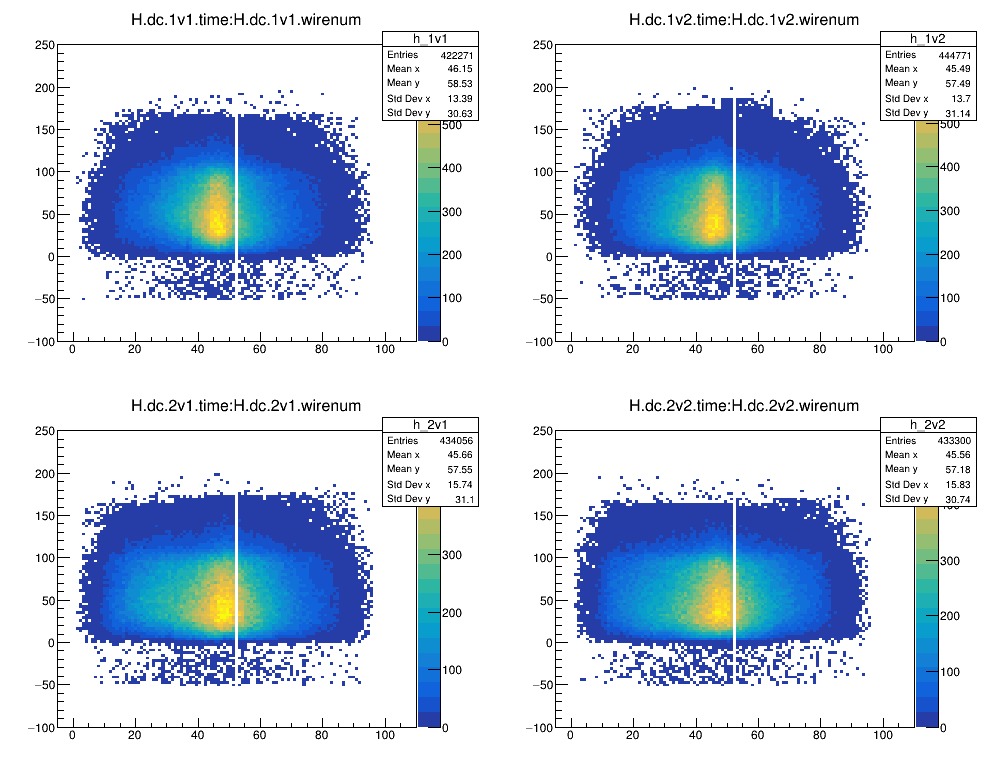 H.dc.1v1.time:H.dc.1v1.wirenum
h_1v1
Entries 422271
Mean x 46.15
Mean y 58.53
Std Dev x 13.39
Std Dev y 30.63
250
200
150
100
50
0
−50
−100
0 20 40 60 80 100
500
400
300
200
100
0
H.dc.1v2.time:H.dc.1v2.wirenum
h_1v2
Entries 444771
Mean x 45.49
Mean y 57.49
Std Dev x 13.7
Std Dev y 31.14
250
200
150
100
50
0
−50
−100
0 20 40 60 80 100
500
400
300
200
100
0
H.dc.2v1.time:H.dc.2v1.wirenum
h_2v1
Entries 434056
Mean x 45.66
Mean y 57.55
Std Dev x 15.74
Std Dev y 31.1
250
200
150
100
50
0
−50
−100
0 20 40 60 80 100
300
200
100
0
H.dc.2v2.time:H.dc.2v2.wirenum
h_2v2
Entries 433300
Mean x 45.56
Mean y 57.18
Std Dev x 15.83
Std Dev y 30.74
250
200
150
100
50
0
−50
−100
0 20 40 60 80 100
300
200
100
0